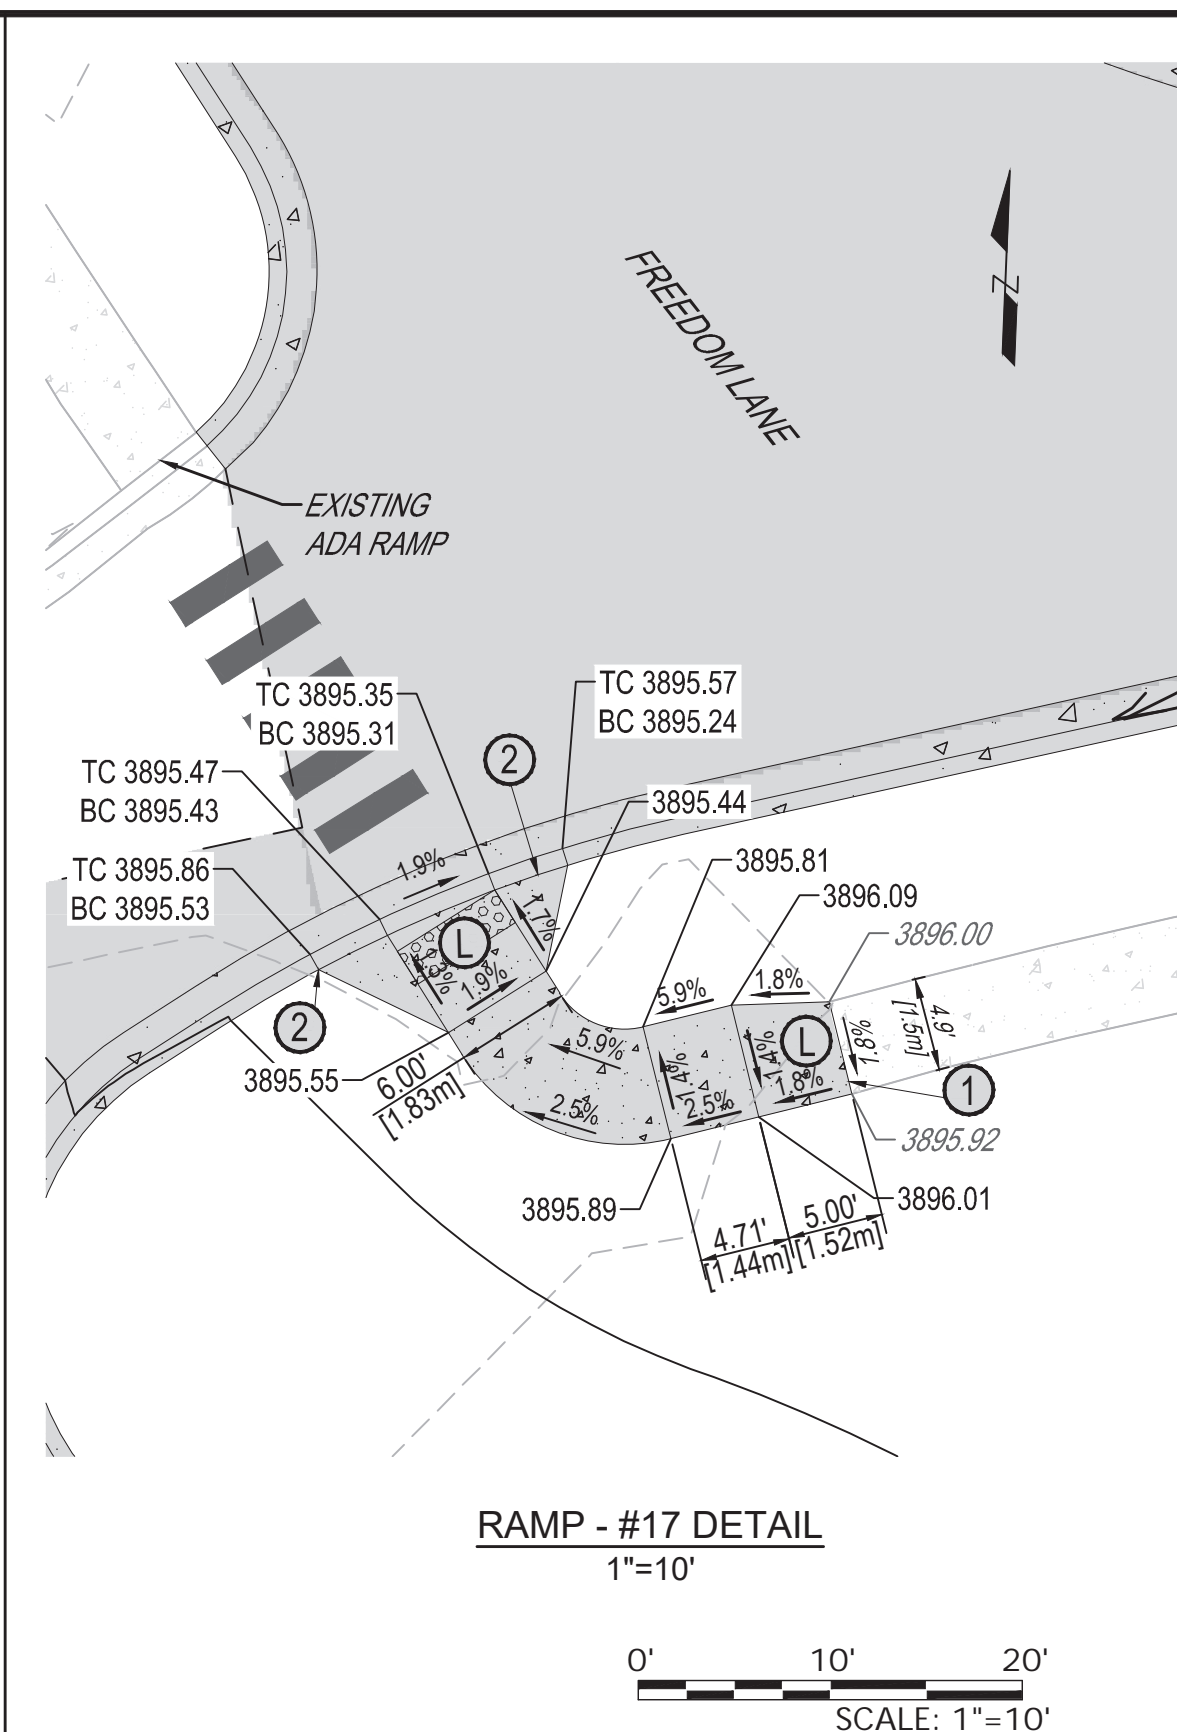 FREEDOM LANE
Z
EXISTING
ADA RAMP
TC 3895.35
BC 3895.31
TC 3895.57
BC 3895.24
2
TC 3895.47
BC 3895.43
3895.44
TC 3895.86
BC 3895.53
1.9%
3895.81
3896.09
3896.00
1.7%
L
1.9%
5.9%
1.8%
4.9'
[1.5m]
2
3895.55
6.00'
[1.83m]
5.9%
2.5%
1.4%
2.5%
1.4%
L
1.8%
1.8%
1
3895.92
3895.89
3896.01
4.71'
[1.44m]
5.00'
[1.52m]
RAMP - #17 DETAIL
1"=10'
0' 10' 20'
SCALE: 1"=10'